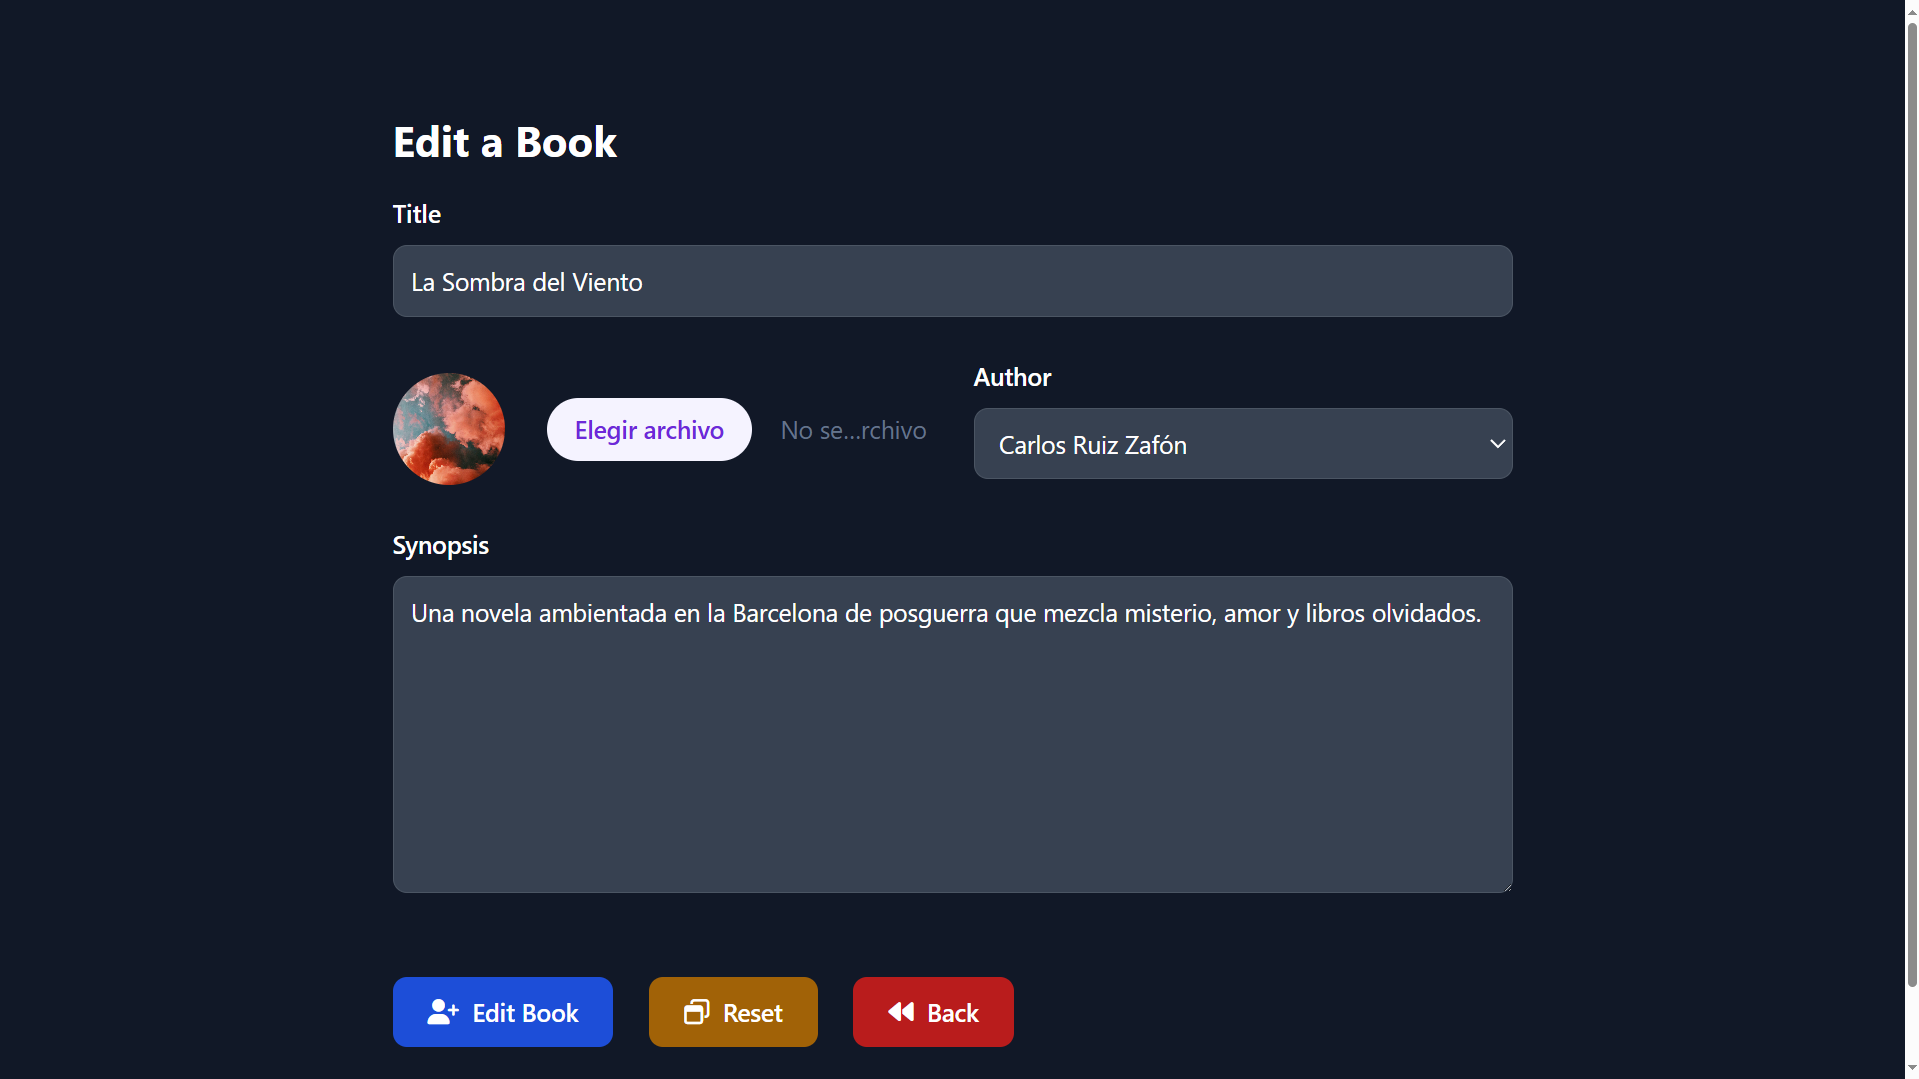 Edit a Book
Title
La Sombra del Viento
Elegir archivo
No se...rchivo
Author
Carlos Ruiz Zafón
Synopsis
Una novela ambientada en la Barcelona de posguerra que mezcla misterio, amor y libros olvidados.
Edit Book
Reset
Back